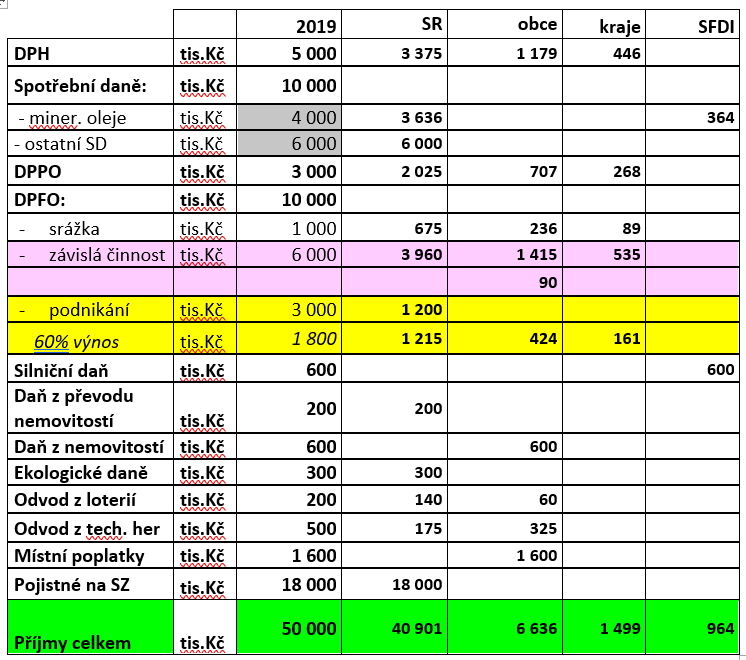 2019 SR obce kraje SFDI
DPH tis.Kč 5 000 3 375 1 179 446
Spotřební daně: tis.Kč 10 000
- miner. oleje tis.Kč 4 000 3 636 364
- ostatní SD tis.Kč 6 000 6 000
DPPO tis.Kč 3 000 2 025 707 268
DPFO: tis.Kč 10 000
- srážka tis.Kč 1 000 675 236 89
- závislá činnost tis.Kč 6 000 3 960 1 415 535
90
- podnikání tis.Kč 3 000 1 200
60% výnos tis.Kč 1 800 1 215 424 161
Silniční daň tis.Kč 600 600
Daň z převodu
nemovitostí tis.Kč 200 200
Daň z nemovitostí tis.Kč 600 600
Ekologické daně tis.Kč 300 300
Odvod z loterií tis.Kč 200 140 60
Odvod z tech. her tis.Kč 500 175 325
Místní poplatky tis.Kč 1 600 1 600
Pojistné na SZ tis.Kč 18 000 18 000
Příjmy celkem tis.Kč 50 000 40 901 6 636 1 499 964